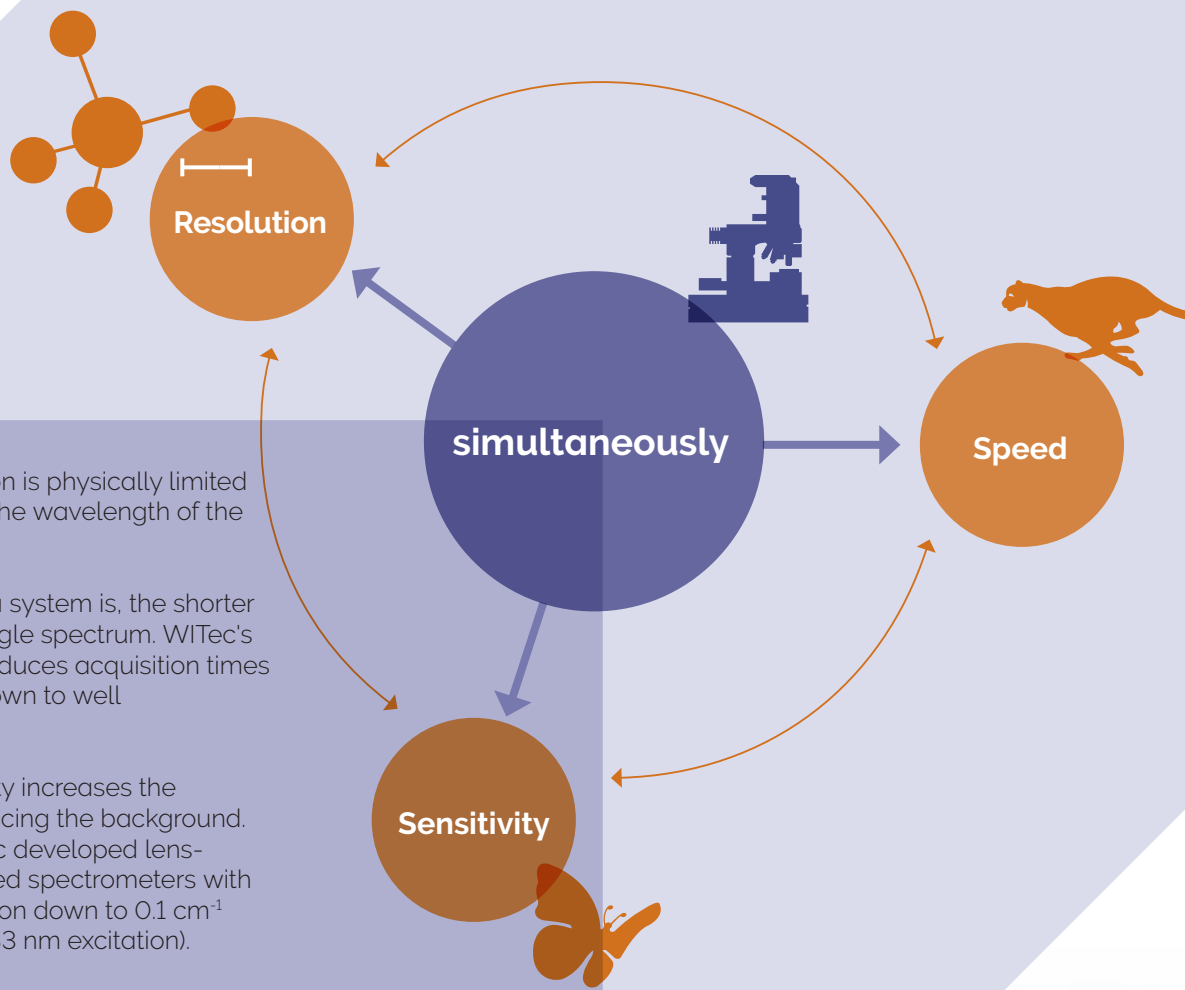 Resolution
simultaneously
Speed
on is physically limited
he wavelength of the
system is, the shorter
gle spectrum. WITec's
duces acquisition times
own to well
Sensitivity
ty increases the
cing the background.
c developed lens-
ed spectrometers with
on down to 0.1 cm⁻¹
3 nm excitation).